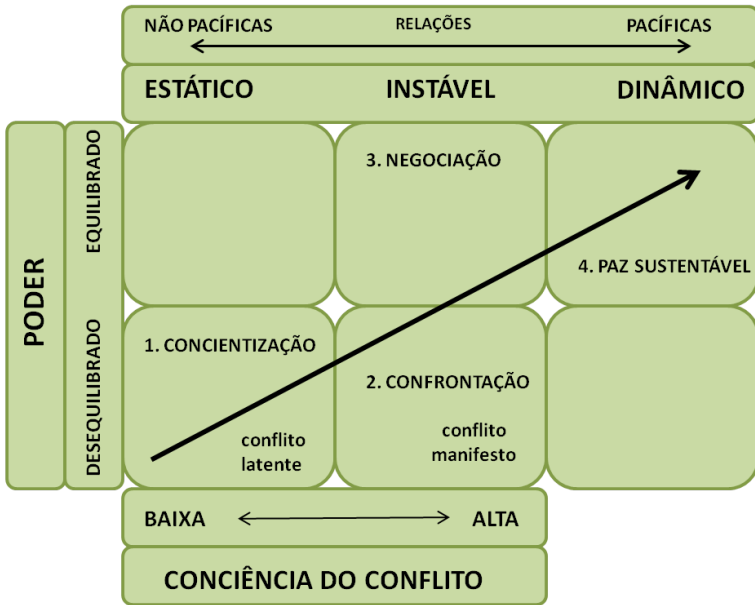 NÃO PACÍFICAS RELAÇÕES PACÍFICAS
ESTÁTICO INSTÁVEL DINÂMICO
PODER
EQUILIBRADO
DESEQUILIBRADO
3. NEGOCIAÇÃO
4. PAZ SUSTENTÁVEL
1. CONCIENTIZAÇÃO
2. CONFRONTAÇÃO
conflito
latente
conflito
manifesto
BAIXA ALTA
CONCIÊNCIA DO CONFLITO